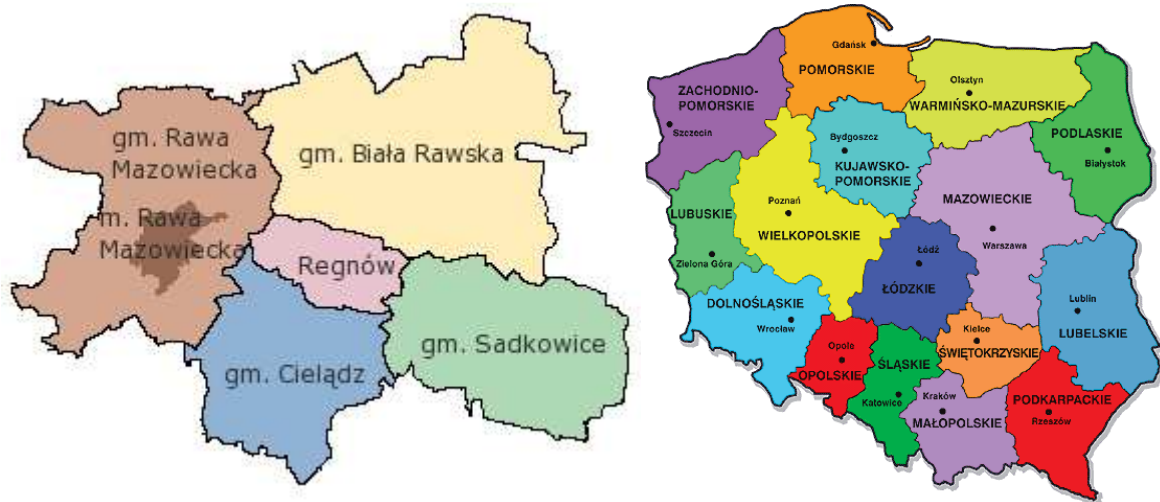 gm. Rawa
Mazowiecka
gm. Biała Rawska
m. Rawa
Mazowiecka
Regnów
gm. Sadkowice
gm. Cielądz
Gdańsk
POMORSKIE
ZACHODNIO-
POMORSKIE
Szczecin
Olsztyn
WARMIŃSKO-MAZURSKIE
PODLASKIE
Białystok
Bydgoszcz
KUJAWSKO-
POMORSKIE
MAZOWIECKIE
Warszawa
LUBUSKIE
Zielona Góra
Poznań
WIELKOPOLSKIE
Łódź
ŁÓDZKIE
DOLNOŚLĄSKIE
Wrocław
Lublin
LUBELSKIE
Opole
OPOLSKIE
ŚLĄSKIE
Katowice
Kielce
ŚWIĘTOKRZYSKIE
Kraków
MAŁOPOLSKIE
PODKARPACKIE
Rzeszów